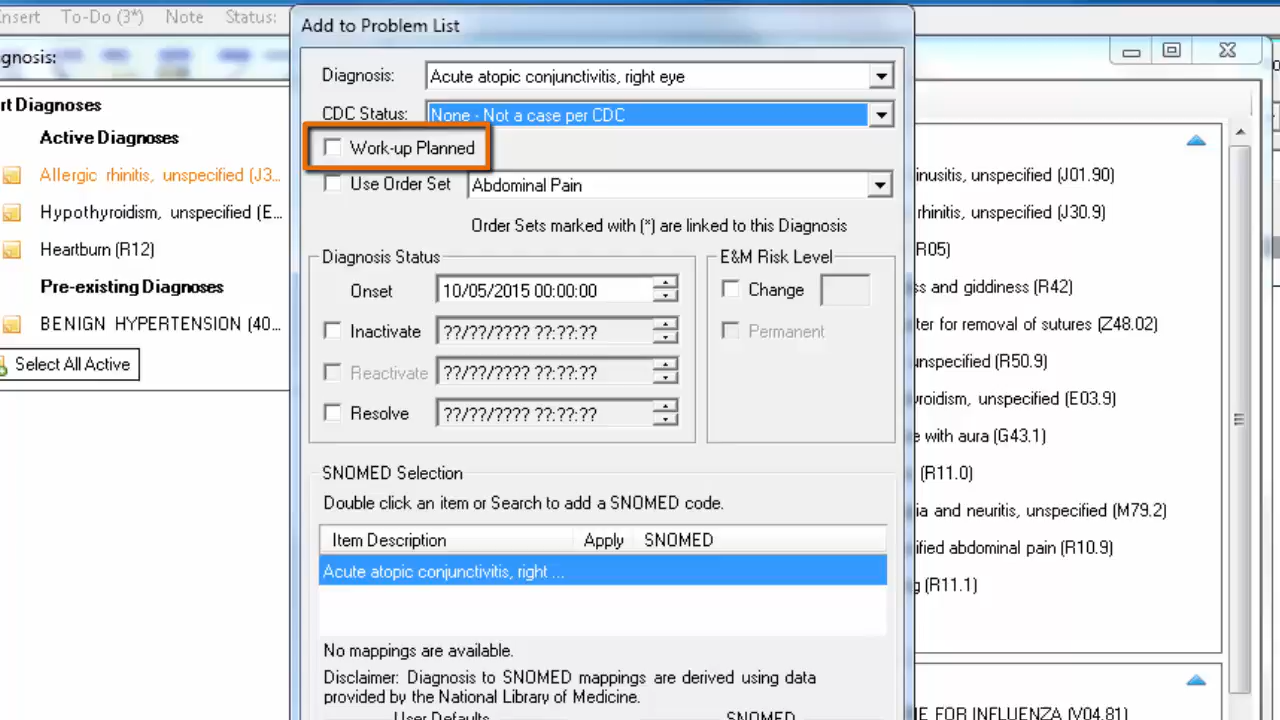 nsert To-Do (3*) Note Status:
Add to Problem List
gnosis:
Diagnosis: Acute atopic conjunctivitis, right eye
rt Diagnoses
CDC Status: None - Not a case per CDC
Active Diagnoses
Work-up Planned
Allergic rhinitis, unspecified (J3...
inusitis, unspecified (J01.90)
Use Order Set Abdominal Pain
Hypothyroidism, unspecified (E...
rhinitis, unspecified (J30.9)
Order Sets marked with (*) are linked to this Diagnosis
Heartburn (R12)
R05)
Diagnosis Status
E&M Risk Level
Pre-existing Diagnoses
Onset 10/05/2015 00:00:00
Change
ss and giddiness (R42)
BENIGN HYPERTENSION (40...
Inactivate ??/??/???? ??:??:??
Permanent
ter for removal of sutures (Z48.02)
Select All Active
unspecified (R50.9)
Reactivate ??/??/???? ??:??:??
yroidism, unspecified (E03.9)
Resolve ??/??/???? ??:??:??
e with aura (G43.1)
SNOMED Selection
(R11.0)
Double click an item or Search to add a SNOMED code.
ia and neuritis, unspecified (M79.2)
Item Description Apply SNOMED
ified abdominal pain (R10.9)
Acute atopic conjunctivitis, right ...
g (R11.1)
No mappings are available.
Disclaimer: Diagnosis to SNOMED mappings are derived using data
provided by the National Library of Medicine.
User Defaults SNOMED
E FOR INFLUENZA (V04.81)